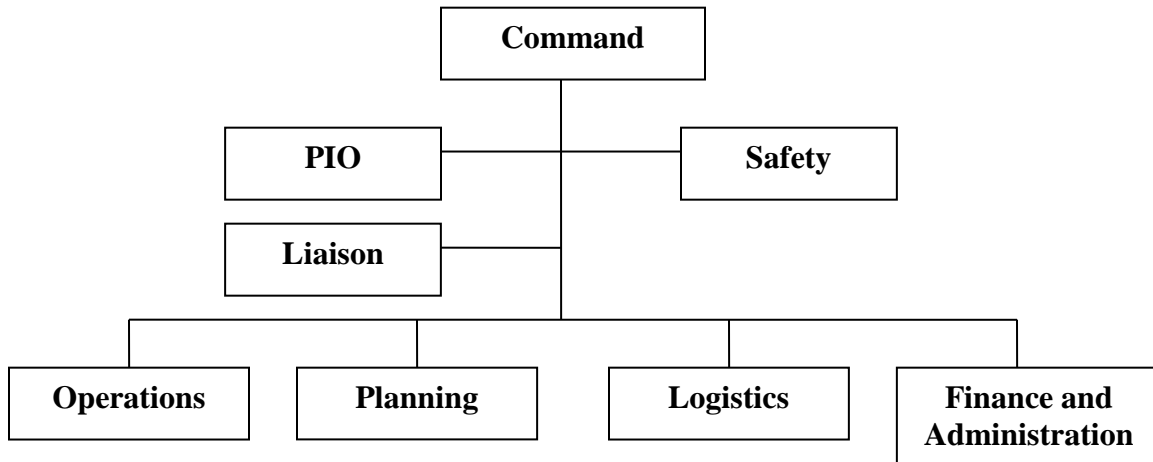 Command
PIO
Safety
Liaison
Operations
Planning
Logistics
Finance and
Administration